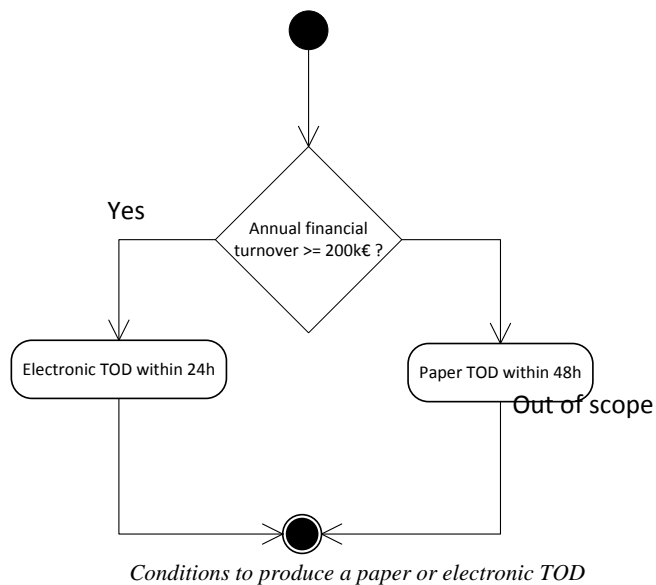 Yes
Annual financial
turnover >= 200k€ ?
Electronic TOD within 24h
Paper TOD within 48h
Out of scope
Conditions to produce a paper or electronic TOD